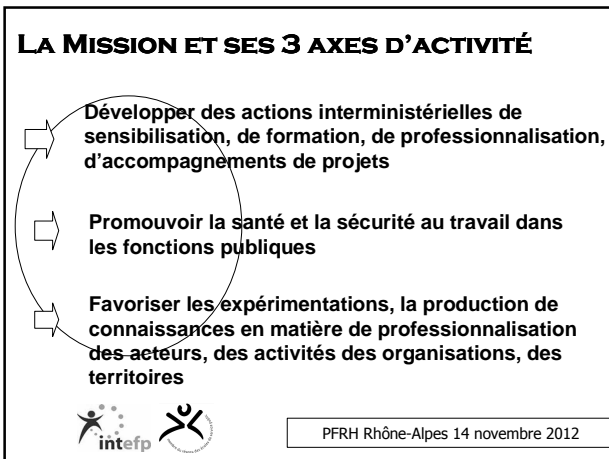 La Mission et ses 3 axes d'activité
Développer des actions interministérielles de
sensibilisation, de formation, de professionnalisation,
d'accompagnements de projets
Promouvoir la santé et la sécurité au travail dans
les fonctions publiques
Favoriser les expérimentations, la production de
connaissances en matière de professionnalisation
des acteurs, des activités des organisations, des
territoires
intefp
PFRH Rhône-Alpes 14 novembre 2012